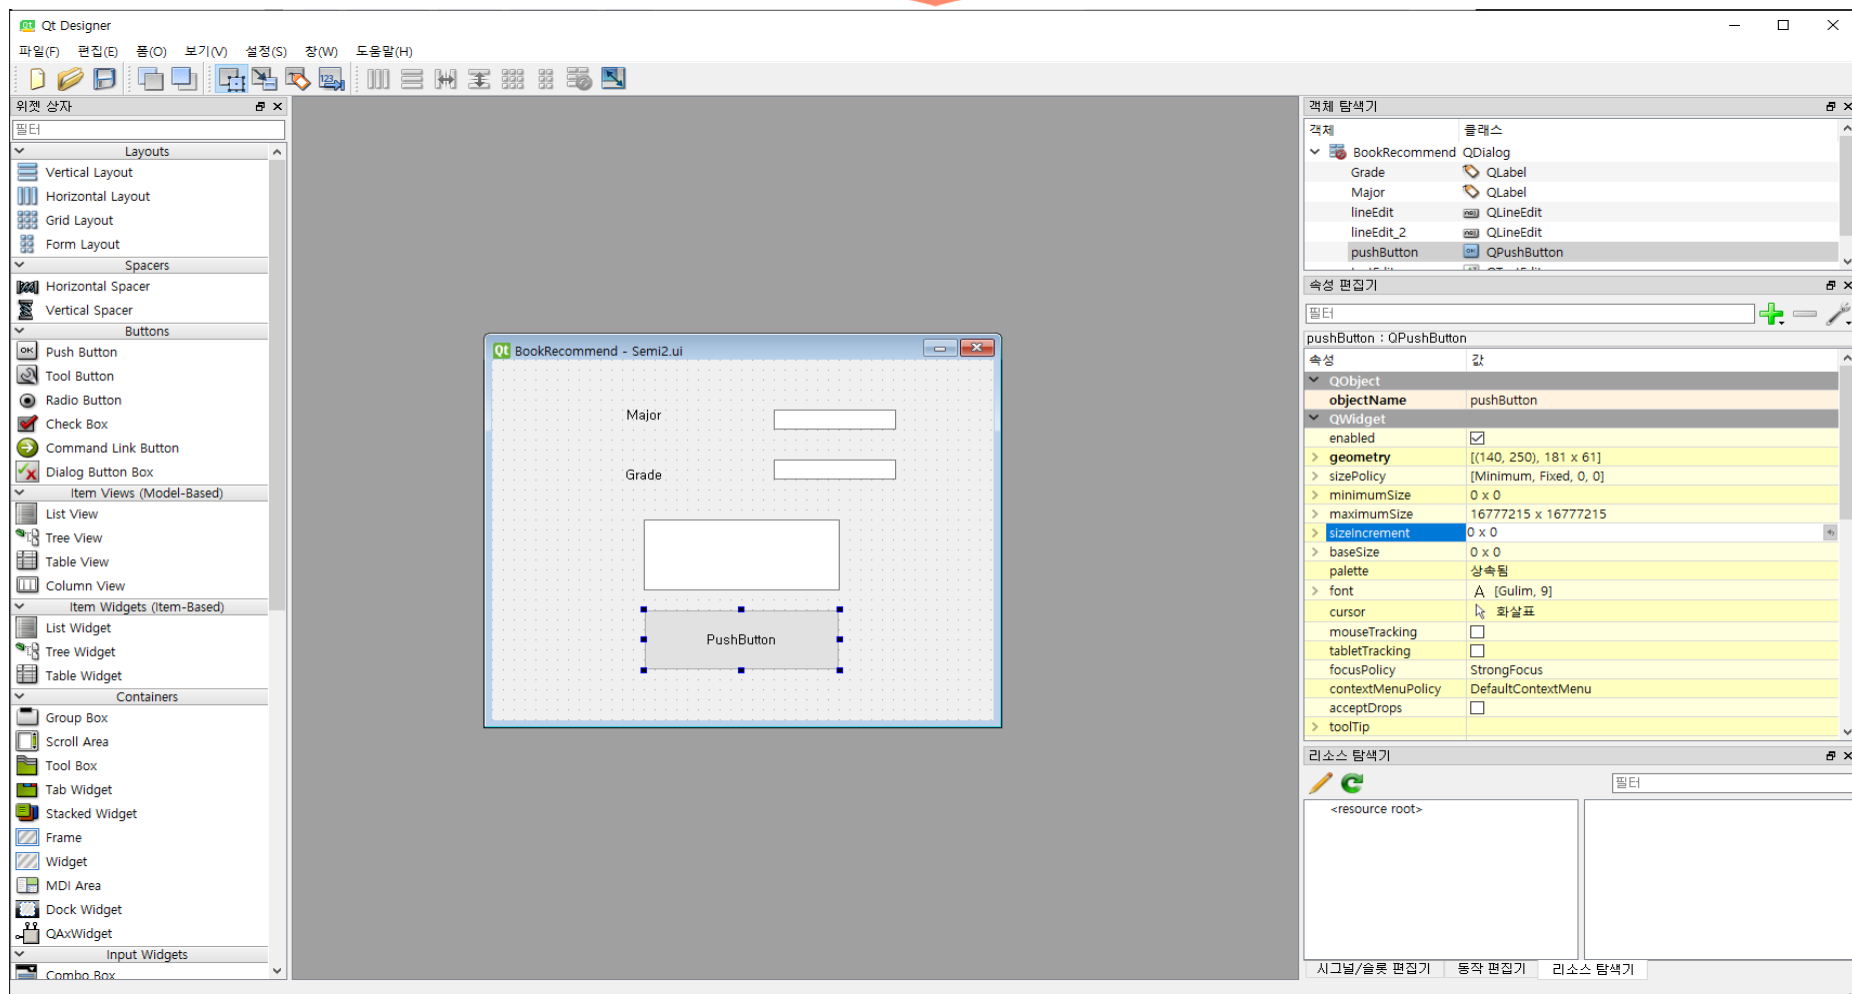 Qt Designer
파일(F) 편집(E) 폼(O) 보기(V) 설정(S) 창(W) 도움말(H)
위젯 상자
필터
Layouts
Vertical Layout
Horizontal Layout
Grid Layout
Form Layout
Spacers
Horizontal Spacer
Vertical Spacer
Buttons
Push Button
Tool Button
Radio Button
Check Box
Command Link Button
Dialog Button Box
Item Views (Model-Based)
List View
Tree View
Table View
Column View
Item Widgets (Item-Based)
List Widget
Tree Widget
Table Widget
Containers
Group Box
Scroll Area
Tool Box
Tab Widget
Stacked Widget
Frame
Widget
MDI Area
Dock Widget
QAxWidget
Input Widgets
Combo Box
BookRecommend - Semi2.ui
Major
Grade
PushButton
객체 탐색기
객체 클래스
BookRecommend QDialog
Grade QLabel
Major QLabel
lineEdit QLineEdit
lineEdit_2 QLineEdit
pushButton QPushButton
속성 편집기
필터
pushButton : QPushButton
속성 값
QObject
objectName pushButton
QWidget
enabled
geometry [(140, 250), 181 x 61]
sizePolicy [Minimum, Fixed, 0, 0]
minimumSize 0 x 0
maximumSize 16777215 x 16777215
sizeIncrement 0 x 0
baseSize 0 x 0
palette 상속됨
font A [Gulim, 9]
cursor 화살표
mouseTracking
tabletTracking
focusPolicy StrongFocus
contextMenuPolicy DefaultContextMenu
acceptDrops
toolTip
리소스 탐색기
필터
<resource root>
시그널/슬롯 편집기 동작 편집기 리소스 탐색기